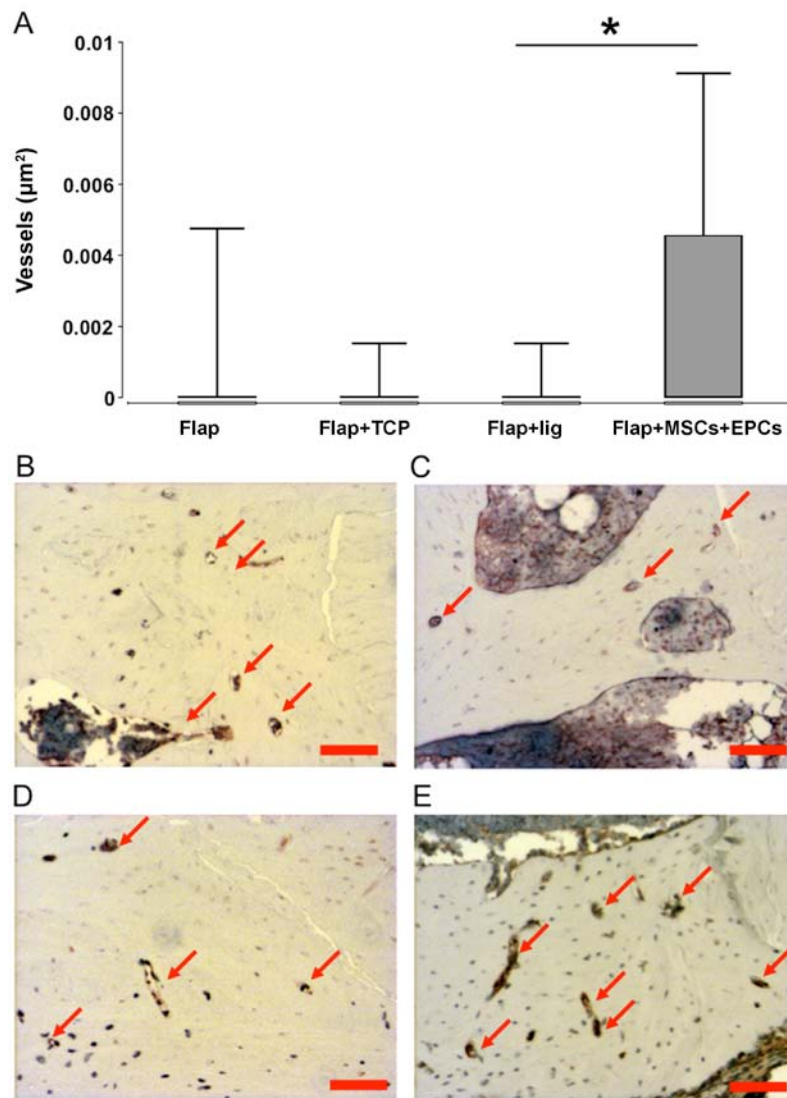 A
*
0.01
0.008
0.006
0.004
0.002
0
Vessels (µm²)
Flap Flap+TCP Flap+lig Flap+MSCs+EPCs
B
C
D
E